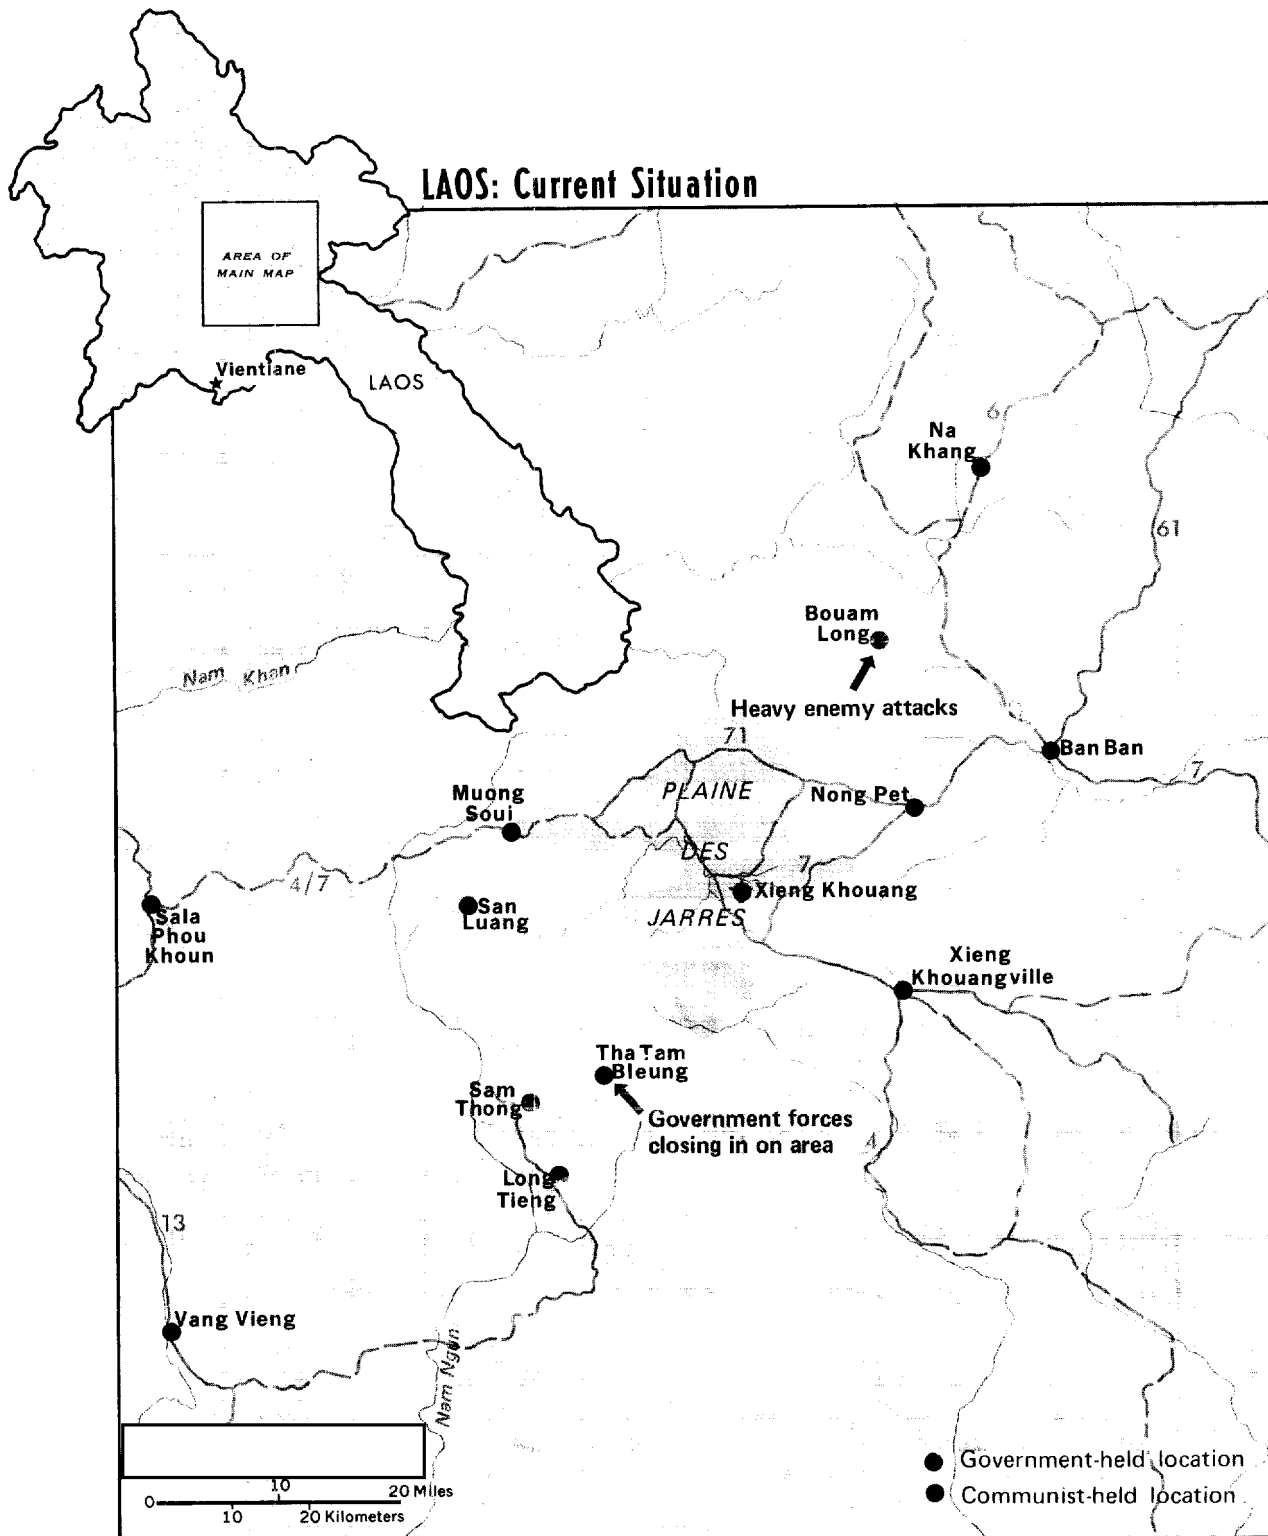 LAOS: Current Situation
AREA OF
MAIN MAP
Vientiane
LAOS
6
Na
Khang
61
Bouam
Long
Nam Khan
Heavy enemy attacks
71
Ban Ban
7
PLAINE
Muong
Soui
Nong Pet
DES
7
4/7
Xieng Khouang
San
Luang
JARRES
Sala
Phou
Khoun
Xieng
Khouangville
Tha Tam
Bleung
Sam
Thong
Government forces
closing in on area
4
Long
Tieng
13
Vang Vieng
Nam Ngun
Government-held location
Communist-held location
10
20 Miles
0
10
20 Kilometers